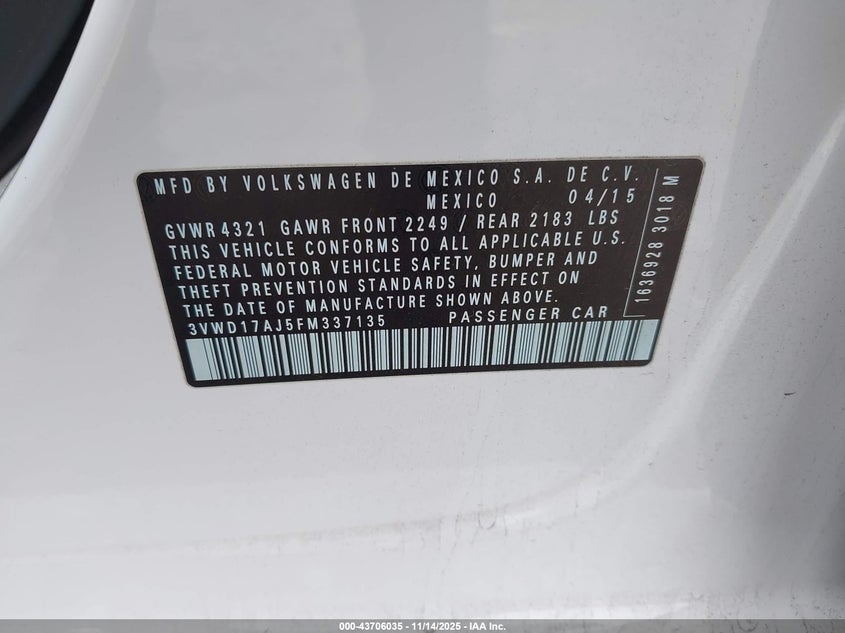 MFD BY VOLKSWAGEN DE MEXICO S.A. DE C.V.
MEXICO 04/15
GVWR 4321 GAWR FRONT 2249 / REAR 2183 LBS
THIS VEHICLE CONFORMS TO ALL APPLICABLE U.S.
FEDERAL MOTOR VEHICLE SAFETY, BUMPER AND
THEFT PREVENTION STANDARDS IN EFFECT ON
THE DATE OF MANUFACTURE SHOWN ABOVE.
3VWD17AJ5FM337135 PASSENGER CAR
1636928 3018 M
000-43706035 - 11/14/2025 - IAA Inc.